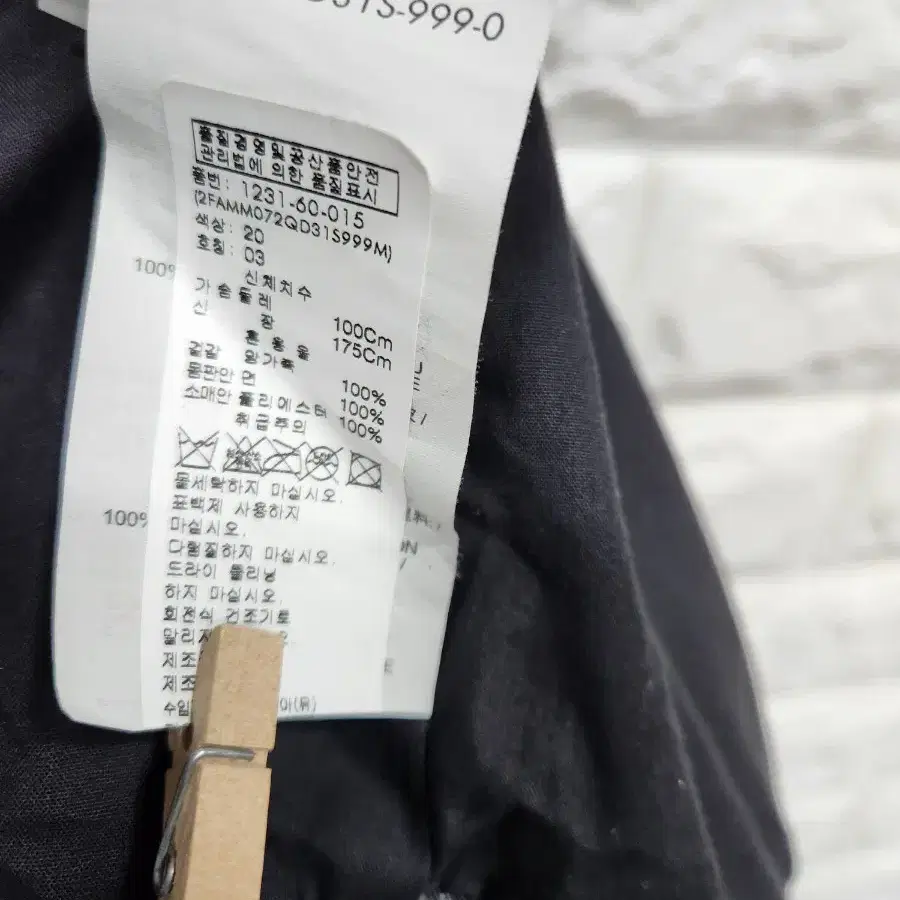 D31S-999-0
품질경영및공산품안전
관리법에 의한 품질표시
품번: 1231-60-015
(2FAMM072QD31S999M)
색상: 20
호칭: 03
신체치수
가슴둘레 100Cm
신 장 175Cm
혼용율
겉감 양가죽 100%
몸판안 면 100%
소매안 폴리에스터 100%
취급주의
물세탁하지 마십시오.
표백제 사용하지
마십시오.
다림질하지 마십시오.
드라이 클리닝
하지 마십시오.
회전식 건조기로
말리지
제조
제조
수입
100%
100%